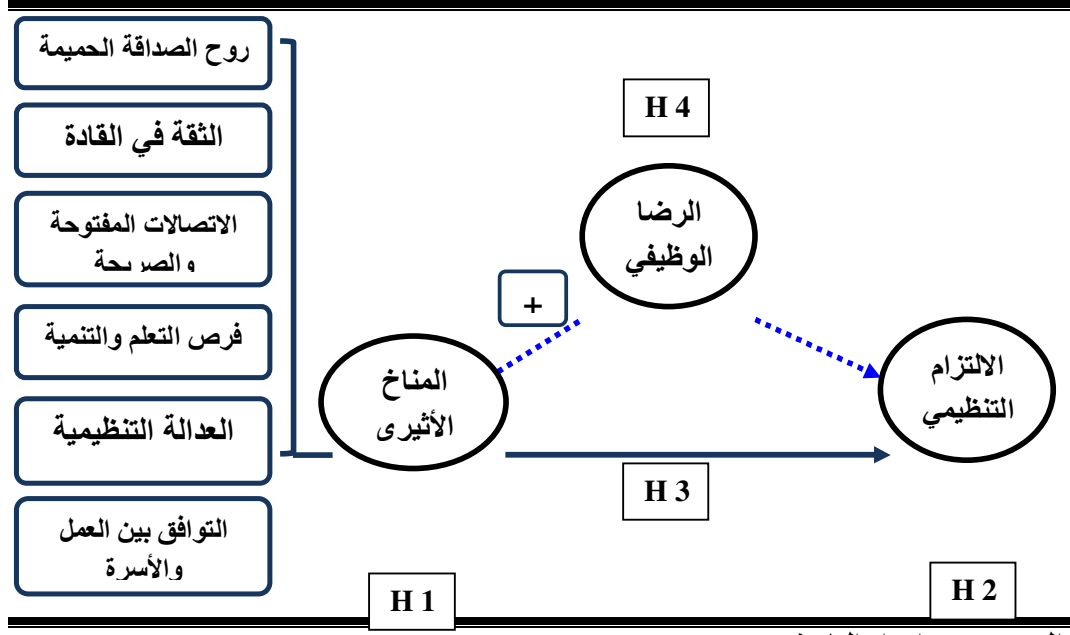 روح الصداقة الحميمة
الثقة في القادة
الاتصالات المفتوحة
والصريحة
فرص التعلم والتنمية
العدالة التنظيمية
التوافق بين العمل
والأسرة
H 4
الرضا
الوظيفي
+
المناخ
الأثيرى
الالتزام
التنظيمي
H 3
H 1
H 2